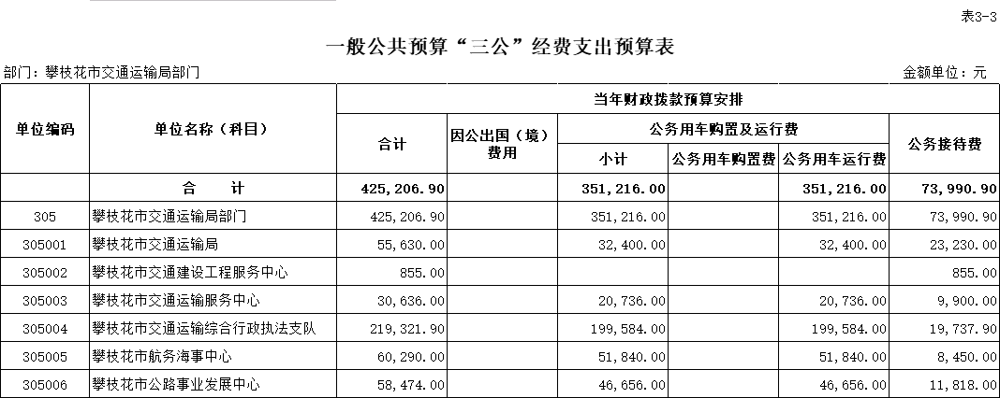 表3-3
一般公共预算“三公”经费支出预算表
部门：攀枝花市交通运输局部门 金额单位：元
单位编码 单位名称（科目） 当年财政拨款预算安排
合计 因公出国（境）费用 公务用车购置及运行费 公务接待费
小计 公务用车购置费 公务用车运行费
合 计 425,206.90 351,216.00 351,216.00 73,990.90
305 攀枝花市交通运输局部门 425,206.90 351,216.00 351,216.00 73,990.90
305001 攀枝花市交通运输局 55,630.00 32,400.00 32,400.00 23,230.00
305002 攀枝花市交通建设工程服务中心 855.00 855.00
305003 攀枝花市交通运输服务中心 30,636.00 20,736.00 20,736.00 9,900.00
305004 攀枝花市交通运输综合行政执法支队 219,321.90 199,584.00 199,584.00 19,737.90
305005 攀枝花市航务海事中心 60,290.00 51,840.00 51,840.00 8,450.00
305006 攀枝花市公路事业发展中心 58,474.00 46,656.00 46,656.00 11,818.00